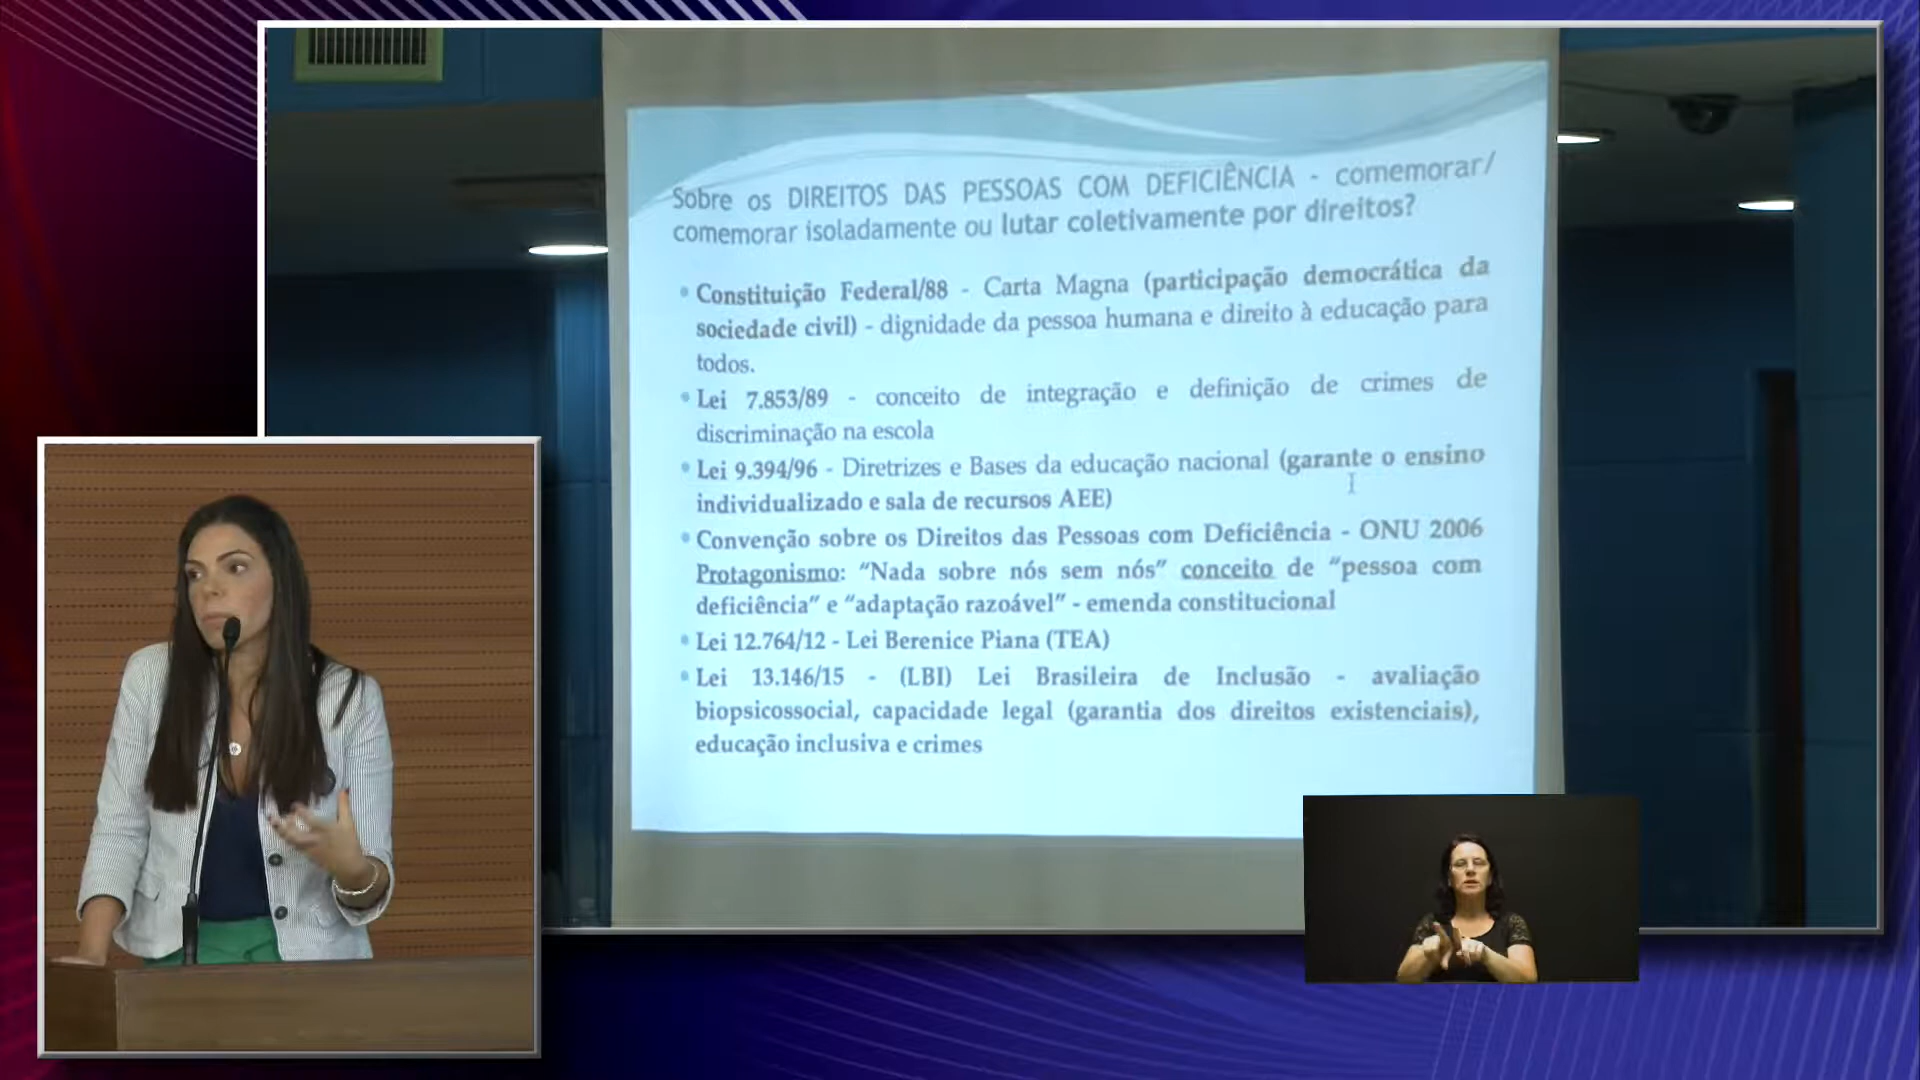 Sobre os DIREITOS DAS PESSOAS COM DEFICIÊNCIA - comemorar/
comemorar isoladamente ou lutar coletivamente por direitos?
Constituição Federal/88 - Carta Magna (participação democrática da
sociedade civil) - dignidade da pessoa humana e direito à educação para
todos.
Lei 7.853/89 - conceito de integração e definição de crimes de
discriminação na escola
Lei 9.394/96 - Diretrizes e Bases da educação nacional (garante o ensino
individualizado e sala de recursos AEE)
Convenção sobre os Direitos das Pessoas com Deficiência - ONU 2006
Protagonismo: “Nada sobre nós sem nós” conceito de “pessoa com
deficiência” e “adaptação razoável” - emenda constitucional
Lei 12.764/12 - Lei Berenice Piana (TEA)
Lei 13.146/15 - (LBI) Lei Brasileira de Inclusão - avaliação
biopsicossocial, capacidade legal (garantia dos direitos existenciais),
educação inclusiva e crimes